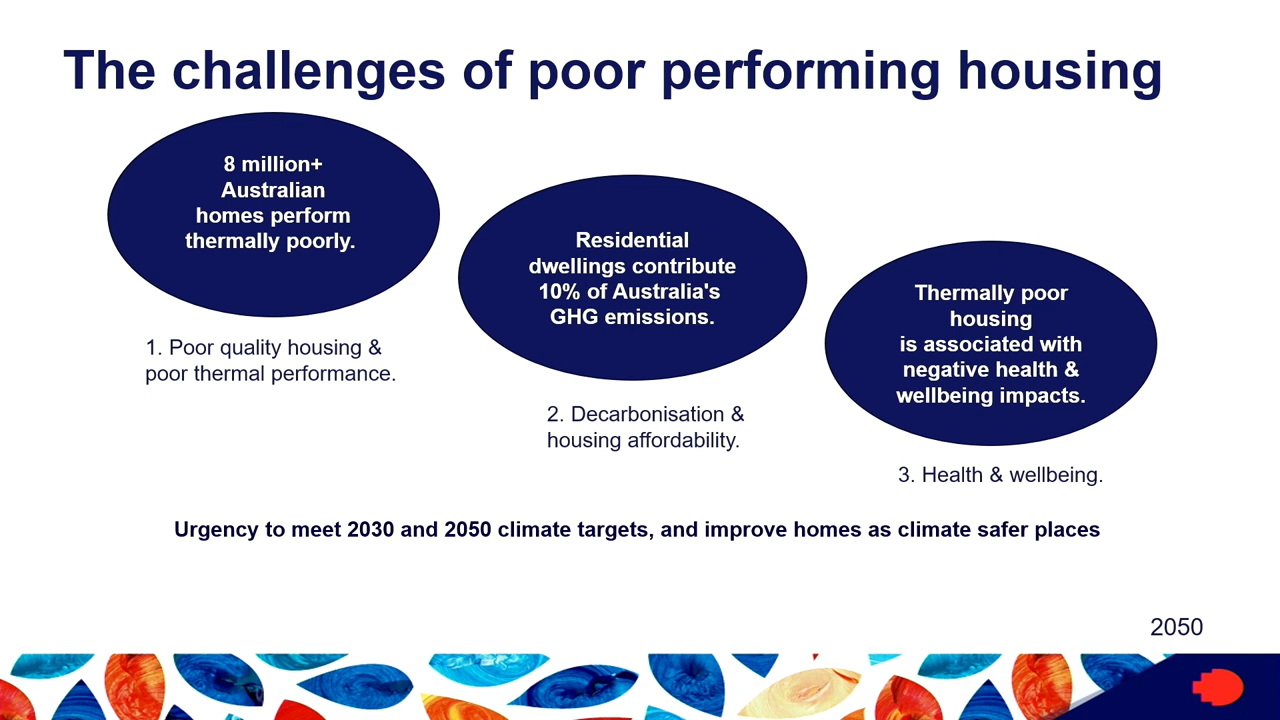 The challenges of poor performing housing
8 million+
Australian
homes perform
thermally poorly.
1. Poor quality housing &
poor thermal performance.
Residential
dwellings contribute
10% of Australia's
GHG emissions.
2. Decarbonisation &
housing affordability.
Thermally poor
housing
is associated with
negative health &
wellbeing impacts.
3. Health & wellbeing.
Urgency to meet 2030 and 2050 climate targets, and improve homes as climate safer places
2050